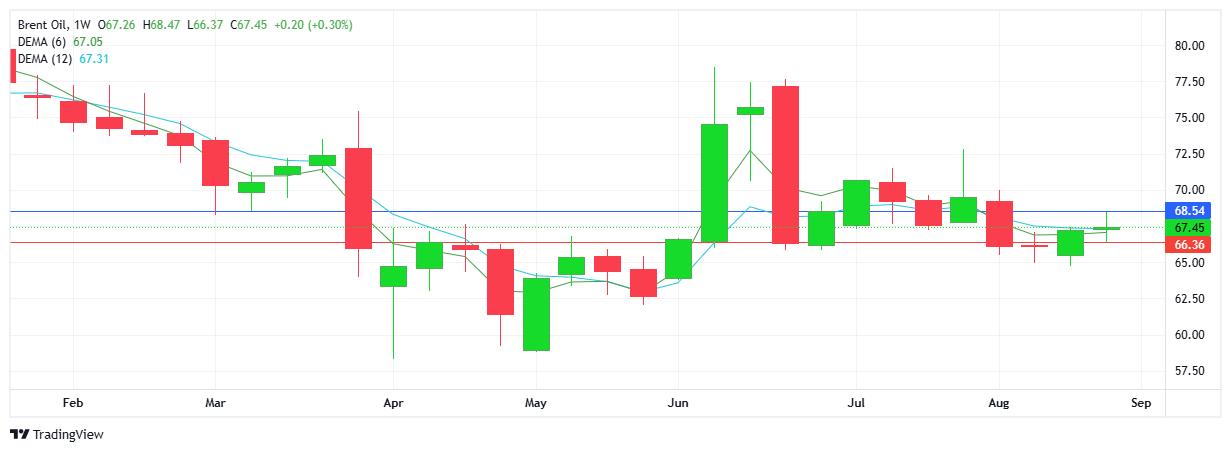 Brent Oil, 1W O67.26 H68.47 L66.37 C67.45 +0.20 (+0.30%)
DEMA (6) 67.05
DEMA (12) 67.31
80.00
77.50
75.00
72.50
70.00
68.54
67.45
66.36
65.00
62.50
60.00
57.50
Feb Mar Apr May Jun Jul Aug Sep
TradingView